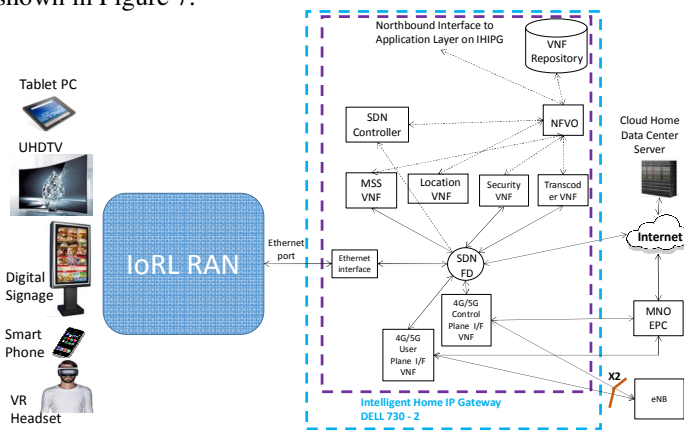 shown in Figure 7.
Northbound Interface to
Application Layer on IHIPG
VNF
Repository
Tablet PC
SDN
Controller
NFVO
Cloud Home
Data Center
Server
UHDTV
MSS
VNF
Location
VNF
Security
VNF
Transcod
er VNF
IoRL RAN
Ethernet
port
Ethernet
interface
SDN
FD
Internet
Digital
Signage
4G/5G
Control
Plane I/F
VNF
MNO
EPC
Smart
Phone
4G/5G
User
Plane I/F
VNF
X2
eNB
VR
Headset
Intelligent Home IP Gateway
DELL 730 - 2